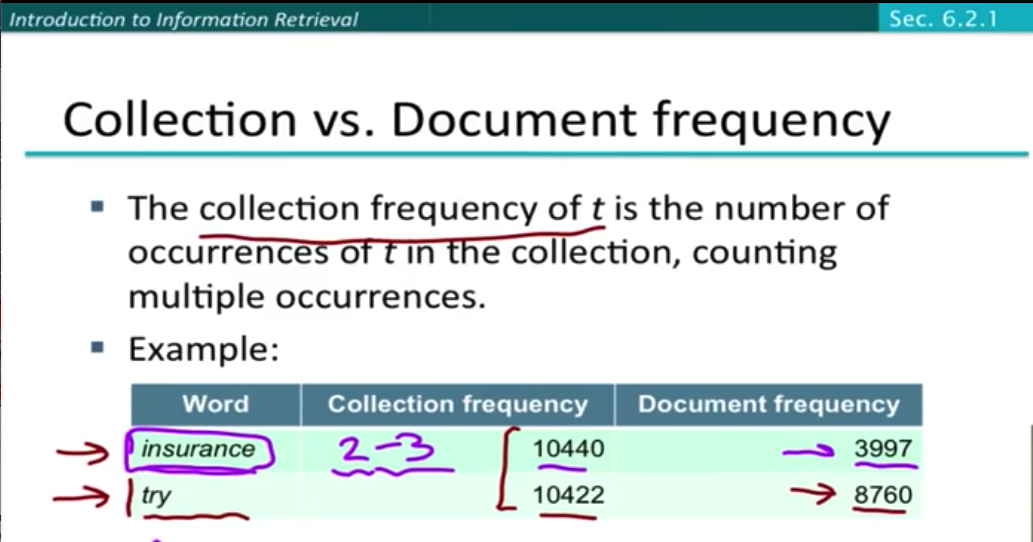 Introduction to Information Retrieval Sec. 6.2.1
Collection vs. Document frequency
▪ The collection frequency of t is the number of
occurrences of t in the collection, counting
multiple occurrences.
▪ Example:
Word Collection frequency Document frequency
insurance 2-3 10440 3997
try 10422 8760